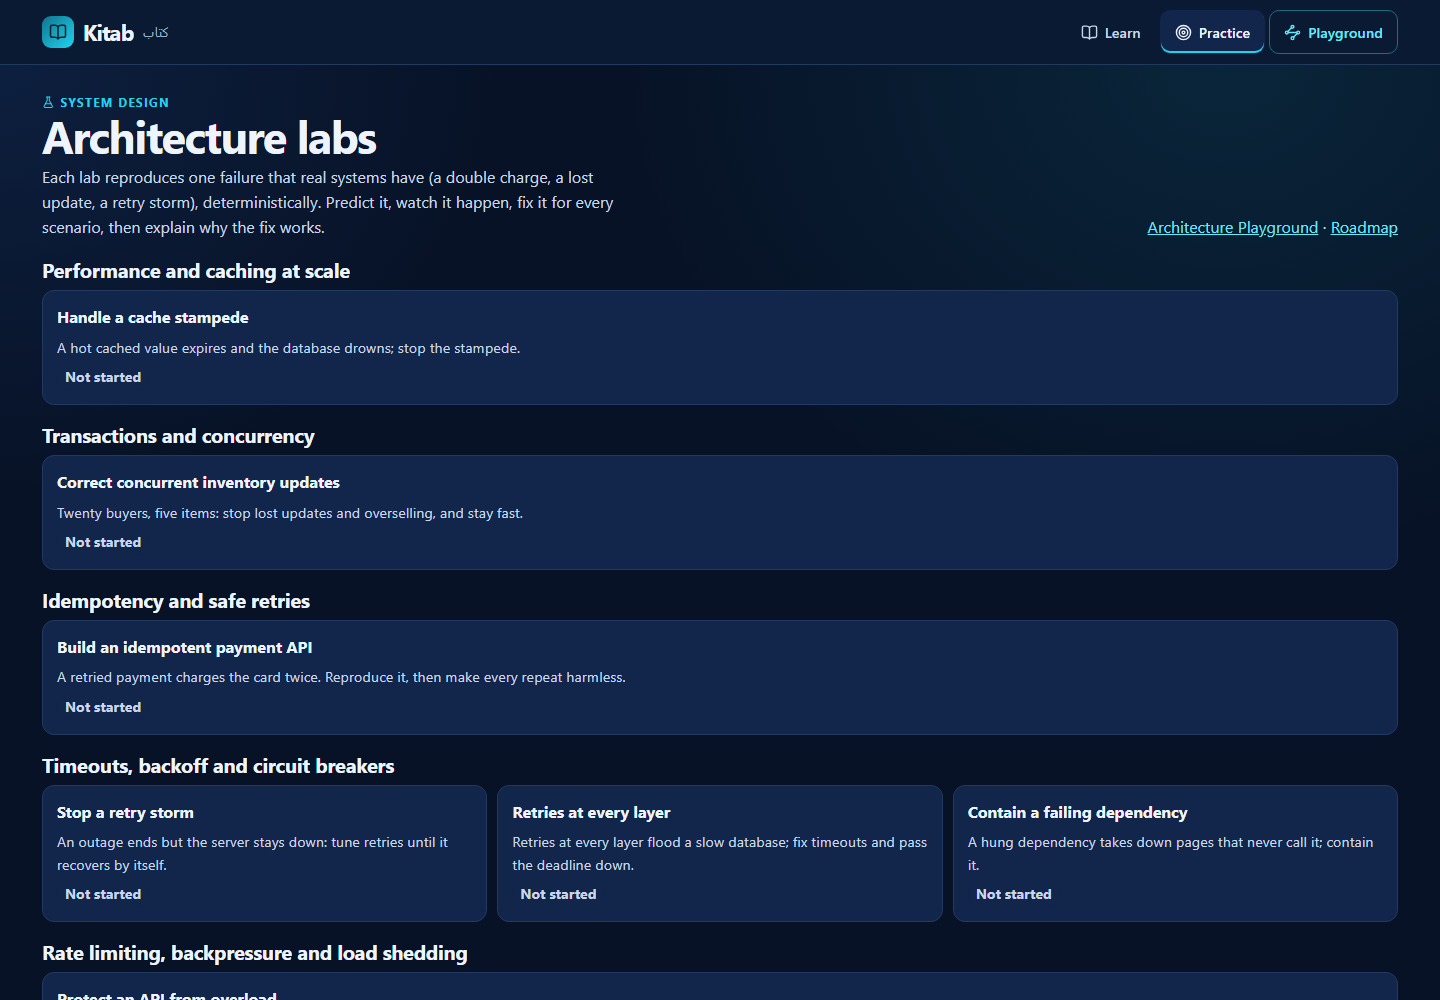 Kitab كتاب
Learn
Practice
Playground
SYSTEM DESIGN
Architecture labs
Each lab reproduces one failure that real systems have (a double charge, a lost
update, a retry storm), deterministically. Predict it, watch it happen, fix it for every
scenario, then explain why the fix works.
Architecture Playground · Roadmap
Performance and caching at scale
Handle a cache stampede
A hot cached value expires and the database drowns; stop the stampede.
Not started
Transactions and concurrency
Correct concurrent inventory updates
Twenty buyers, five items: stop lost updates and overselling, and stay fast.
Not started
Idempotency and safe retries
Build an idempotent payment API
A retried payment charges the card twice. Reproduce it, then make every repeat harmless.
Not started
Timeouts, backoff and circuit breakers
Stop a retry storm
An outage ends but the server stays down: tune retries until it
recovers by itself.
Not started
Retries at every layer
Retries at every layer flood a slow database; fix timeouts and pass
the deadline down.
Not started
Contain a failing dependency
A hung dependency takes down pages that never call it; contain
it.
Not started
Rate limiting, backpressure and load shedding
Protect an API from overload